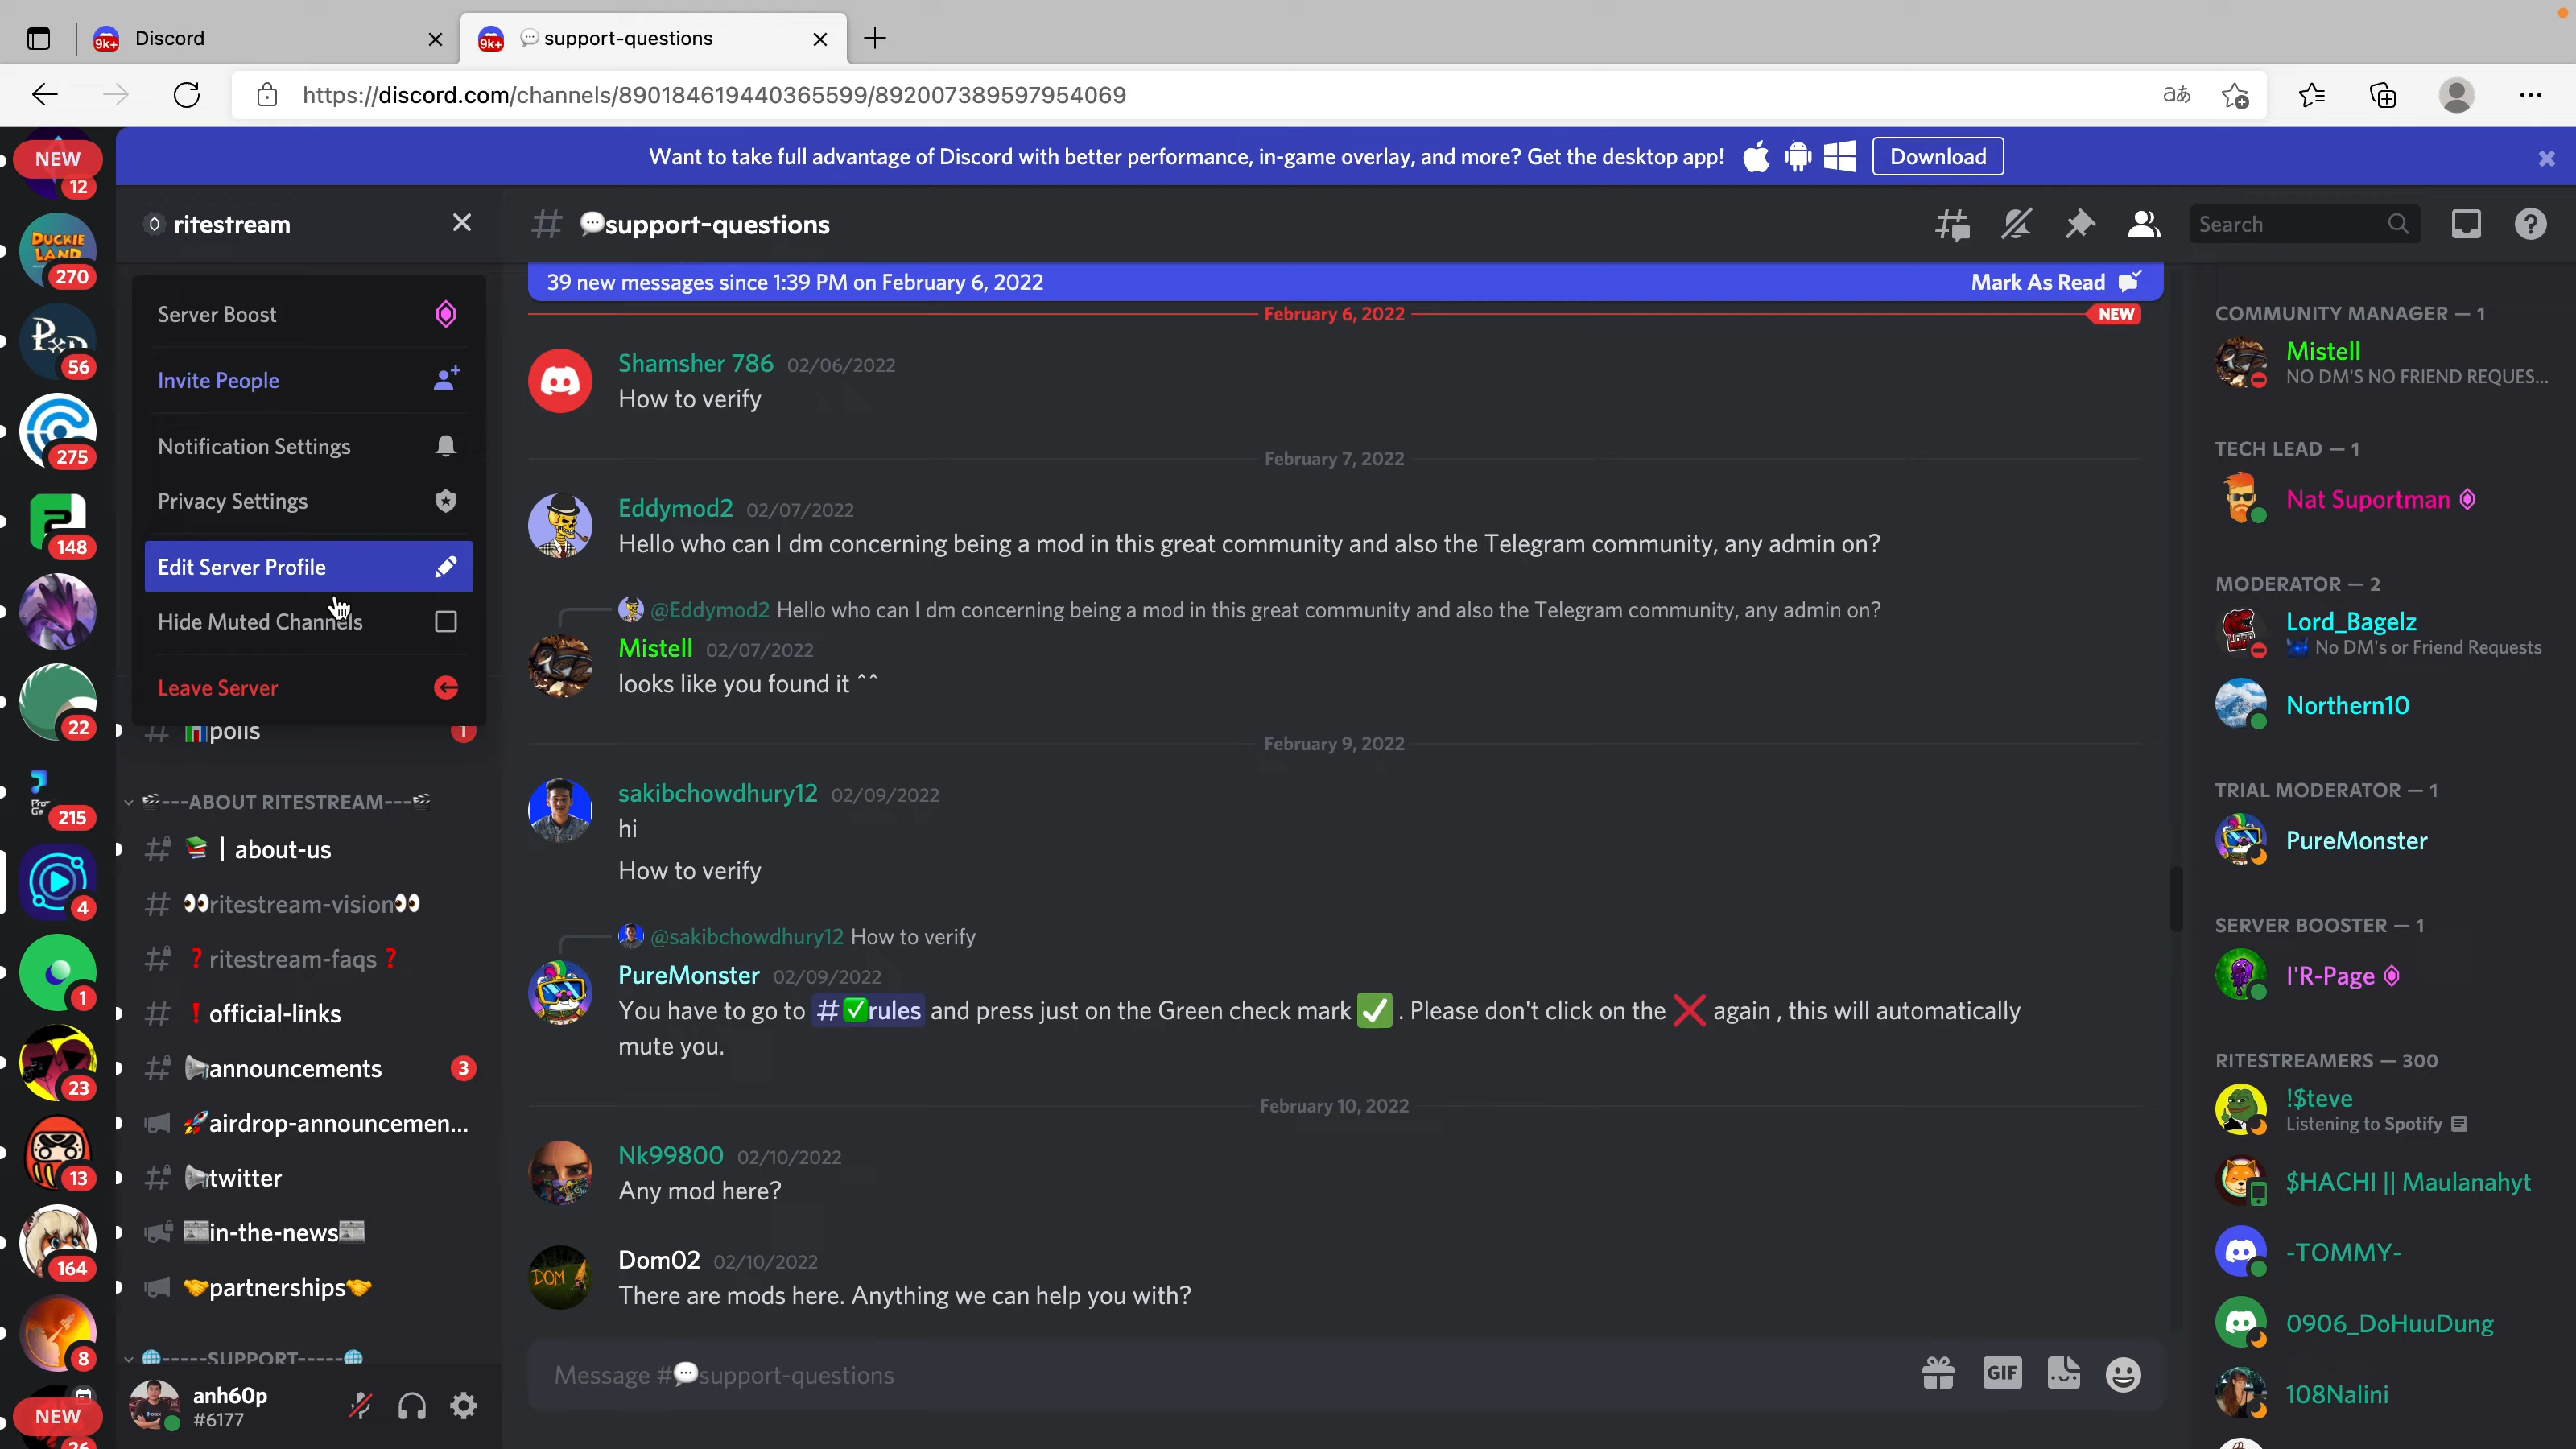 Discord
support-questions
https://discord.com/channels/890184619440365599/892007389597954069
Want to take full advantage of Discord with better performance, in-game overlay, and more? Get the desktop app!
Download
NEW
12
DUCKIE LAND
270
PXD
56
275
148
22
215
4
1
23
13
164
8
NEW
26
ritestream
Server Boost
Invite People
Notification Settings
Privacy Settings
Edit Server Profile
Hide Muted Channels
Leave Server
# polls
1
🎬---ABOUT RITESTREAM---🎬
📚 | about-us
👀ritestream-vision👀
❓ritestream-faqs❓
❗official-links
📢announcements
3
🚀airdrop-announcemen...
📢twitter
📰in-the-news📰
🤝partnerships🤝
🌐-----SUPPORT-----🌐
anh60p
#6177
# 💬support-questions
Search
39 new messages since 1:39 PM on February 6, 2022
Mark As Read
February 6, 2022
NEW
Shamsher 786 02/06/2022
How to verify
February 7, 2022
Eddymod2 02/07/2022
Hello who can I dm concerning being a mod in this great community and also the Telegram community, any admin on?
@Eddymod2 Hello who can I dm concerning being a mod in this great community and also the Telegram community, any admin on?
Mistell 02/07/2022
looks like you found it ^^
February 9, 2022
sakibchowdhury12 02/09/2022
hi
How to verify
@sakibchowdhury12 How to verify
PureMonster 02/09/2022
You have to go to #✅rules and press just on the Green check mark ✅ . Please don't click on the ❌ again , this will automatically
mute you.
February 10, 2022
Nk99800 02/10/2022
Any mod here?
DOM
Dom02 02/10/2022
There are mods here. Anything we can help you with?
Message #💬support-questions
GIF
COMMUNITY MANAGER — 1
Mistell
NO DM'S NO FRIEND REQUES...
TECH LEAD — 1
Nat Suportman
MODERATOR — 2
Lord_Bagelz
No DM's or Friend Requests
Northern10
TRIAL MODERATOR — 1
PureMonster
SERVER BOOSTER — 1
I'R-Page
RITESTREAMERS — 300
!$teve
Listening to Spotify
$HACHI || Maulanahyt
-TOMMY-
0906_DoHuuDung
108Nalini